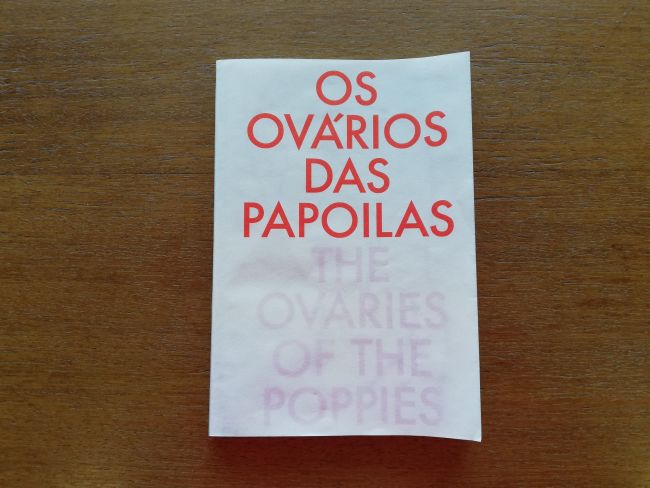 OS
OVÁRIOS
DAS
PAPOILAS
THE
OVARIES
OF THE
POPPIES